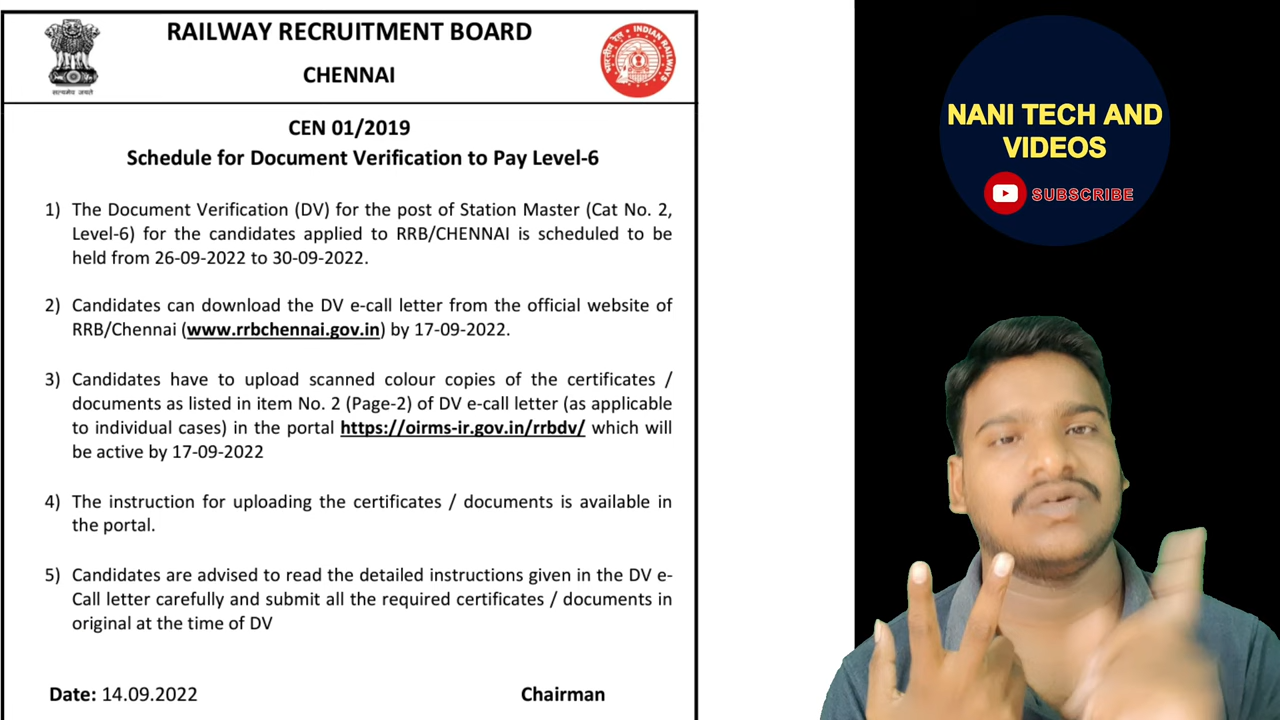 RAILWAY RECRUITMENT BOARD
CHENNAI
सत्यमेव जयते
INDIAN RAILWAYS
भारतीय रेल
CEN 01/2019
Schedule for Document Verification to Pay Level-6
1) The Document Verification (DV) for the post of Station Master (Cat No. 2,
Level-6) for the candidates applied to RRB/CHENNAI is scheduled to be
held from 26-09-2022 to 30-09-2022.
2) Candidates can download the DV e-call letter from the official website of
RRB/Chennai (www.rrbchennai.gov.in) by 17-09-2022.
3) Candidates have to upload scanned colour copies of the certificates /
documents as listed in item No. 2 (Page-2) of DV e-call letter (as applicable
to individual cases) in the portal https://oirms-ir.gov.in/rrbdv/ which will
be active by 17-09-2022
4) The instruction for uploading the certificates / documents is available in
the portal.
5) Candidates are advised to read the detailed instructions given in the DV e-
Call letter carefully and submit all the required certificates / documents in
original at the time of DV
Date: 14.09.2022 Chairman
NANI TECH AND
VIDEOS
SUBSCRIBE